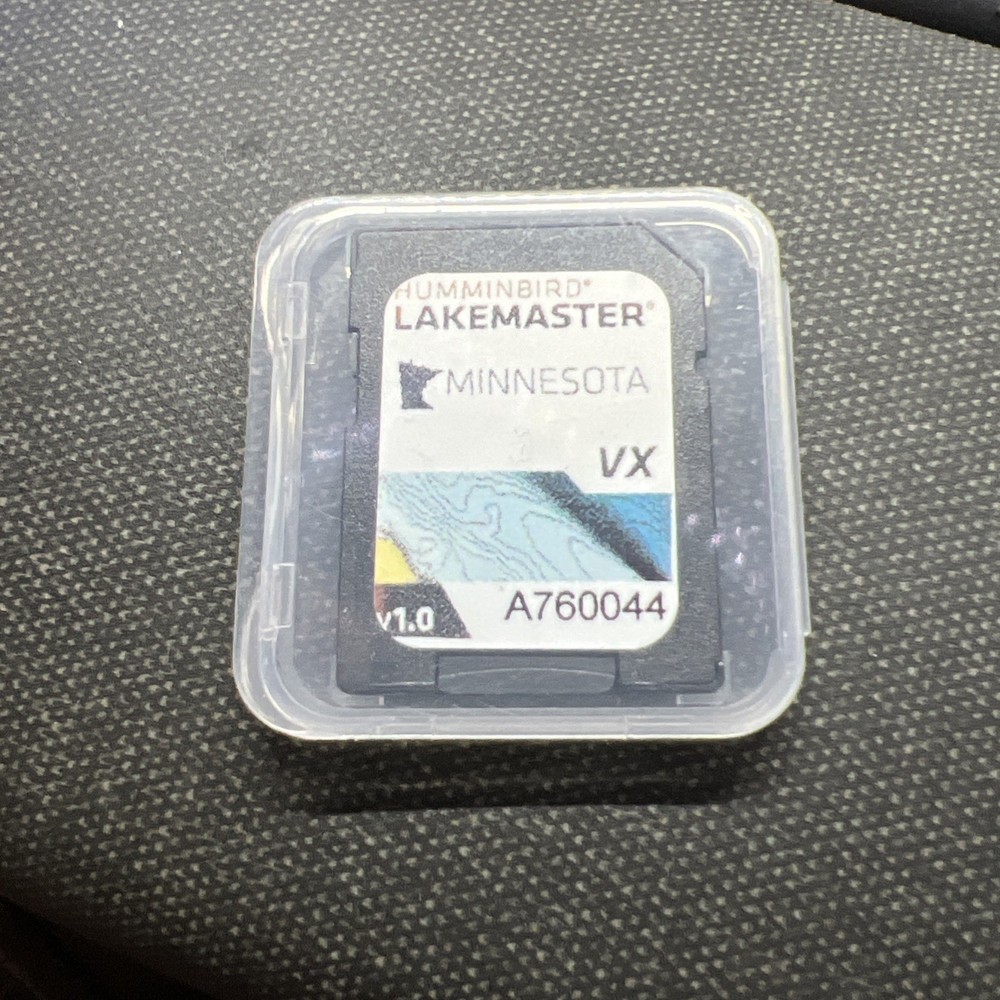 HUMMINBIRD®
LAKEMASTER®
MINNESOTA
VX
v1.0
A760044